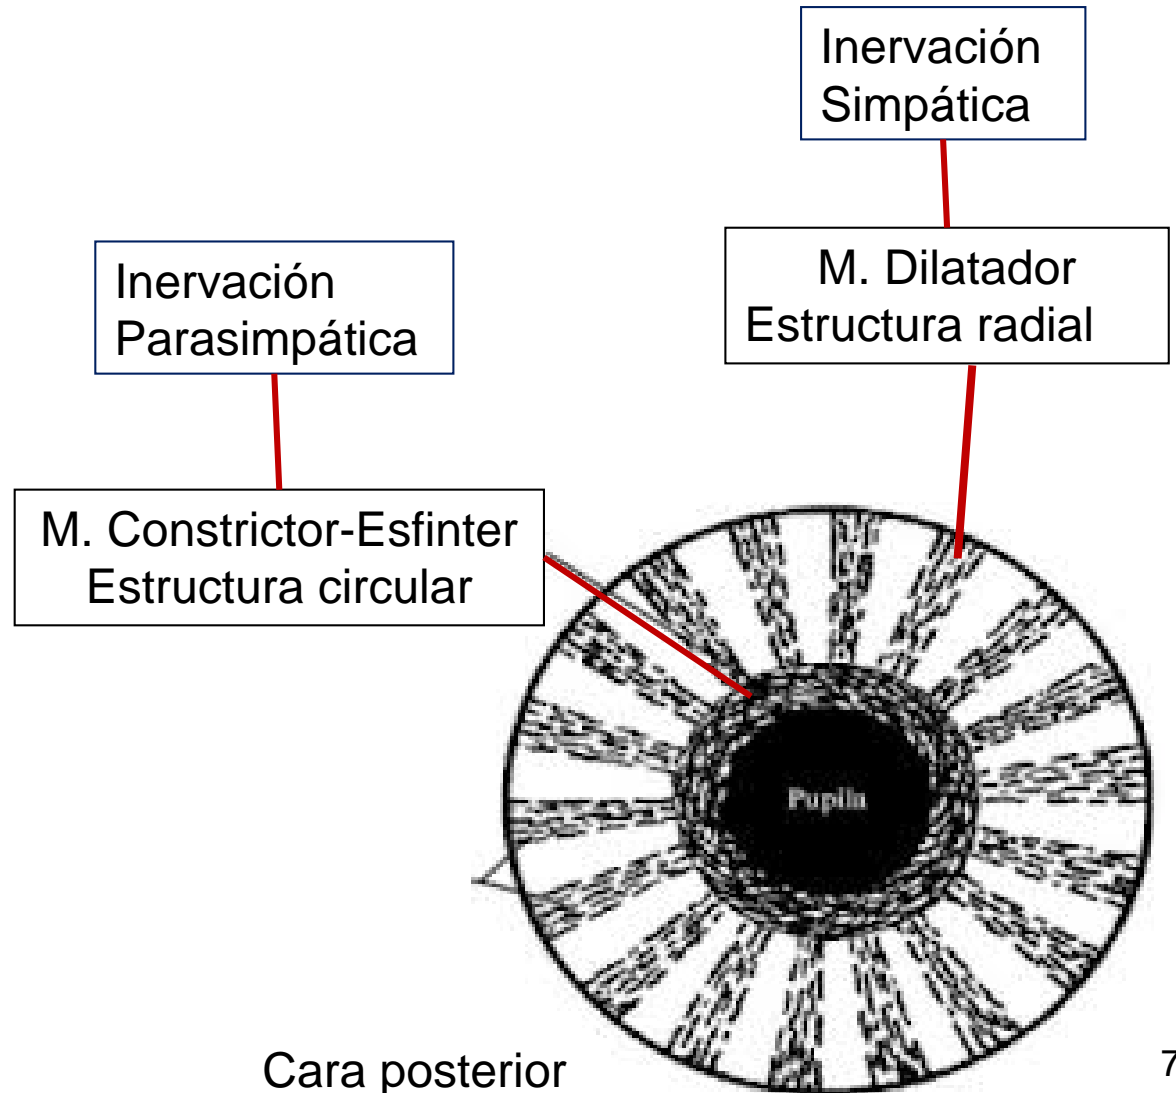 Inervación
Simpática
M. Dilatador
Estructura radial
Inervación
Parasimpática
M. Constrictor-Esfinter
Estructura circular
Pupila
Cara posterior
7